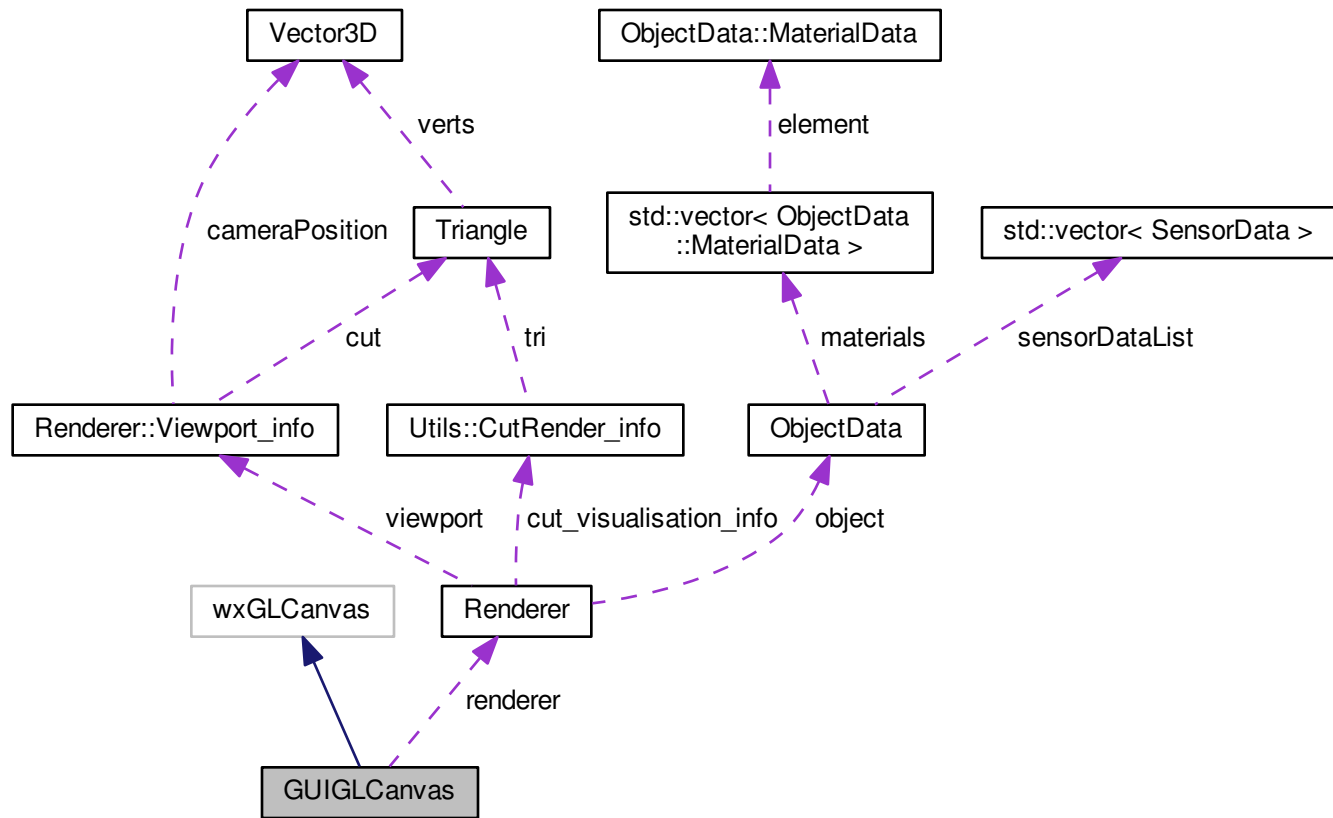 Vector3D
ObjectData::MaterialData
verts
element
cameraPosition
Triangle
std::vector< ObjectData
::MaterialData >
std::vector< SensorData >
cut
tri
materials
sensorDataList
Renderer::Viewport_info
Utils::CutRender_info
ObjectData
viewport
cut_visualisation_info
object
wxGLCanvas
Renderer
renderer
GUIGLCanvas